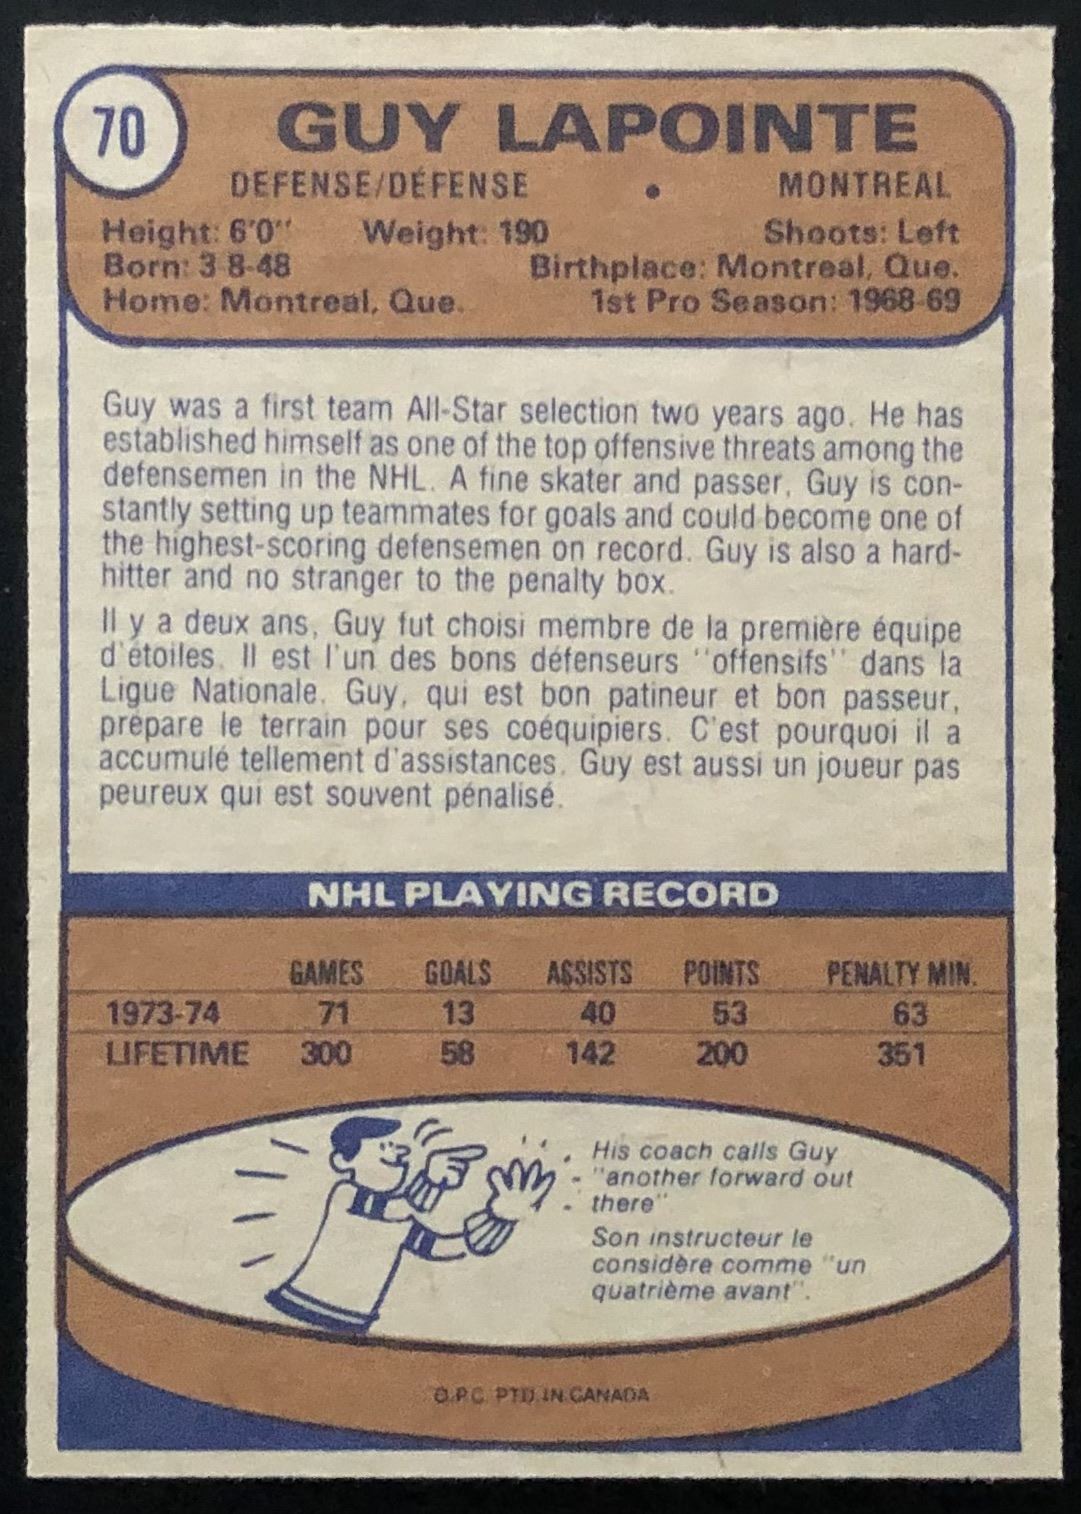 70
GUY LAPOINTE
DEFENSE/DÉFENSE • MONTREAL
Height: 6'0" Weight: 190 Shoots: Left
Born: 3-8-48 Birthplace: Montreal, Que.
Home: Montreal, Que. 1st Pro Season: 1968-69
Guy was a first team All-Star selection two years ago. He has
established himself as one of the top offensive threats among the
defensemen in the NHL. A fine skater and passer, Guy is con-
stantly setting up teammates for goals and could become one of
the highest-scoring defensemen on record. Guy is also a hard-
hitter and no stranger to the penalty box.
Il y a deux ans, Guy fut choisi membre de la première équipe
d'étoiles. Il est l'un des bons défenseurs "offensifs" dans la
Ligue Nationale. Guy, qui est bon patineur et bon passeur,
prépare le terrain pour ses coéquipiers. C'est pourquoi il a
accumulé tellement d'assistances. Guy est aussi un joueur pas
peureux qui est souvent pénalisé.
NHL PLAYING RECORD
GAMES GOALS ASSISTS POINTS PENALTY MIN.
1973-74 71 13 40 53 63
LIFETIME 300 58 142 200 351
His coach calls Guy
"another forward out
there"
Son instructeur le
considère comme "un
quatrième avant".
O.P.C. PTD. IN CANADA